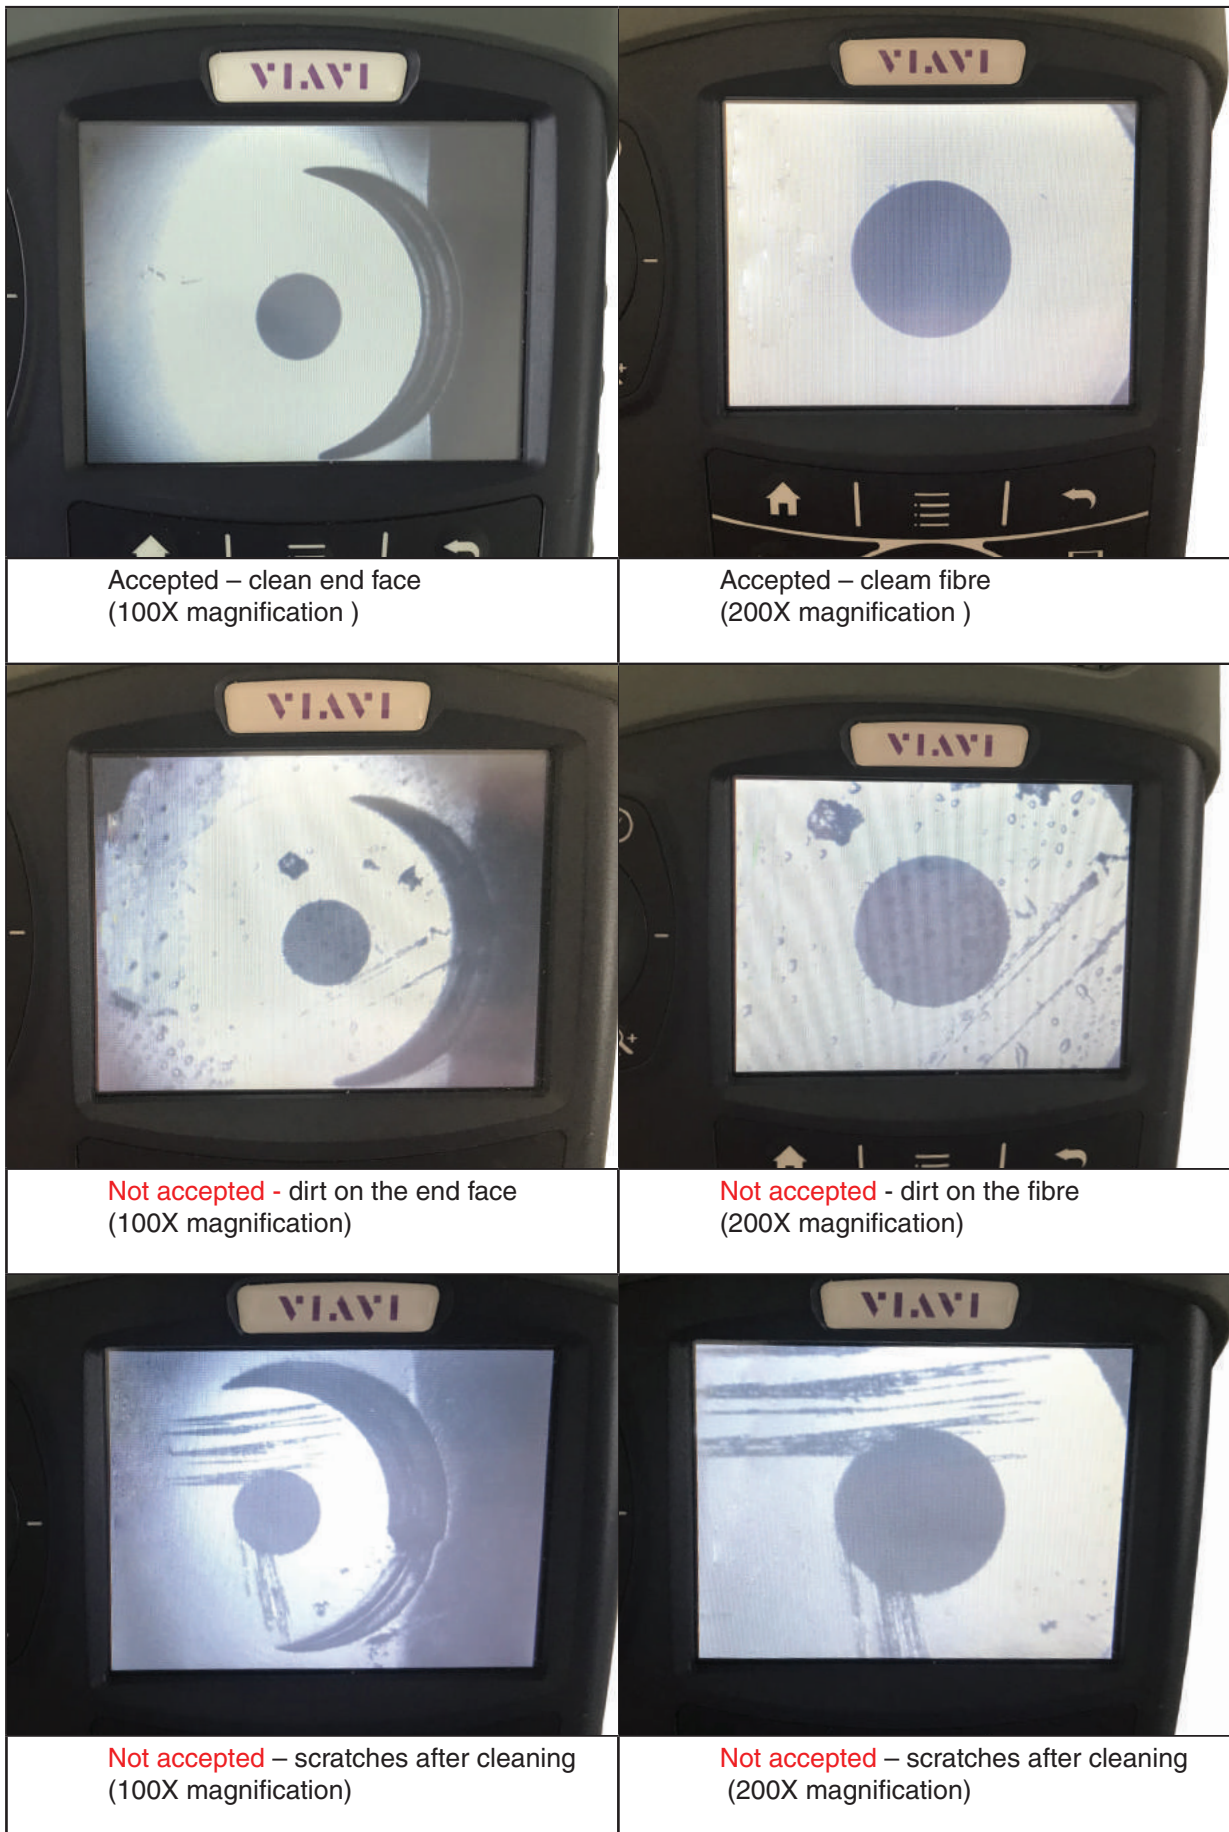 VIAVI
VIAVI
Accepted – clean end face
(100X magnification )
Accepted – cleam fibre
(200X magnification )
VIAVI
VIAVI
Not accepted - dirt on the end face
(100X magnification)
Not accepted - dirt on the fibre
(200X magnification)
VIAVI
VIAVI
Not accepted – scratches after cleaning
(100X magnification)
Not accepted – scratches after cleaning
(200X magnification)